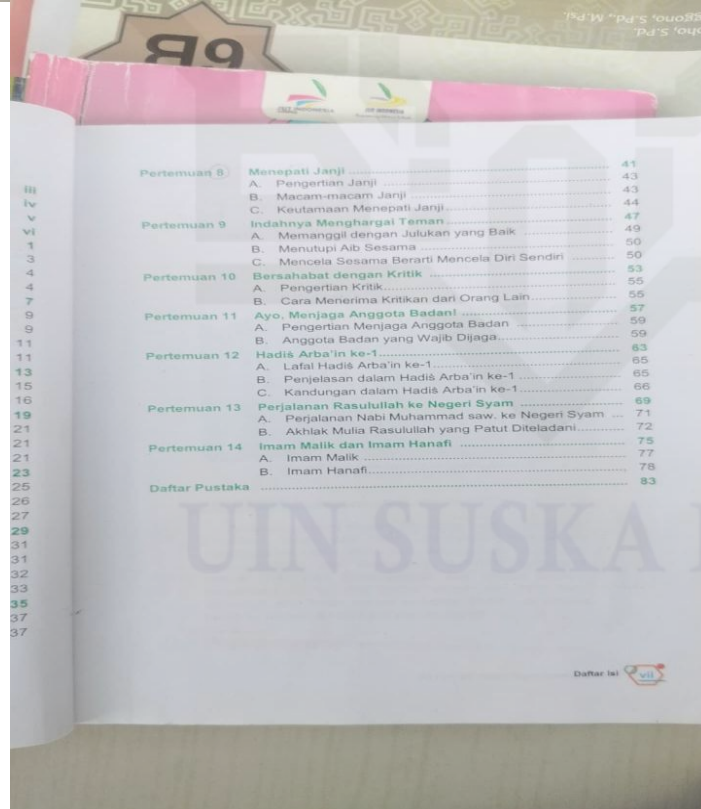 6B
JSIT INDONESIA
iii
iv
v
vi
1
3
4
4
7
9
9
11
11
13
15
16
19
21
21
21
23
25
26
27
29
31
31
32
33
35
37
37
Pertemuan 8 Menepati Janji 41
A. Pengertian Janji 43
B. Macam-macam Janji 43
C. Keutamaan Menepati Janji 44
Pertemuan 9 Indahnya Menghargai Teman 47
A. Memanggil dengan Julukan yang Baik 49
B. Menutupi Aib Sesama 50
C. Mencela Sesama Berarti Mencela Diri Sendiri 50
Pertemuan 10 Bersahabat dengan Kritik 53
A. Pengertian Kritik 55
B. Cara Menerima Kritikan dari Orang Lain 55
Pertemuan 11 Ayo, Menjaga Anggota Badan! 57
A. Pengertian Menjaga Anggota Badan 59
B. Anggota Badan yang Wajib Dijaga 59
Pertemuan 12 Hadiś Arba'in ke-1 63
A. Lafal Hadiś Arba'in ke-1 65
B. Penjelasan dalam Hadiś Arba'in ke-1 65
C. Kandungan dalam Hadiś Arba'in ke-1 66
Pertemuan 13 Perjalanan Rasulullah ke Negeri Syam 69
A. Perjalanan Nabi Muhammad saw. ke Negeri Syam 71
B. Akhlak Mulia Rasulullah yang Patut Diteladani 72
Pertemuan 14 Imam Malik dan Imam Hanafi 75
A. Imam Malik 77
B. Imam Hanafi 78
Daftar Pustaka 83
UIN SUSKA
Daftar Isi vii